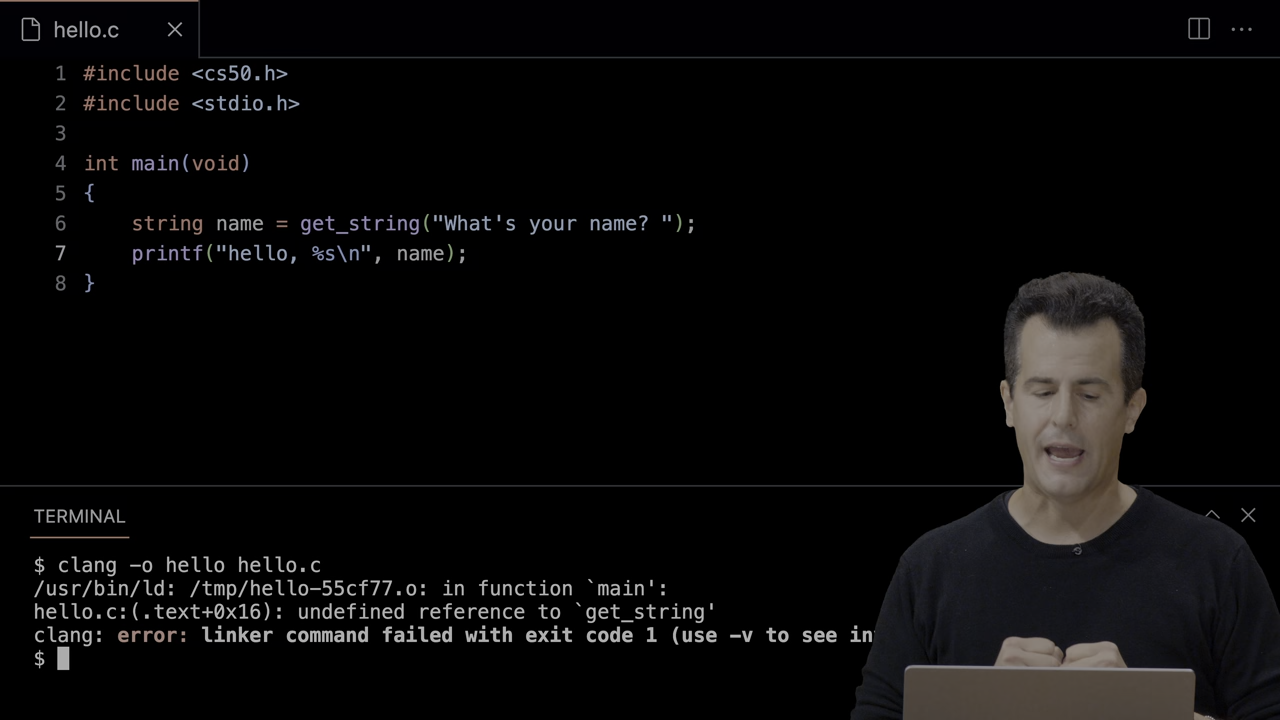 hello.c
1 #include <cs50.h>
2 #include <stdio.h>
3
4 int main(void)
5 {
6     string name = get_string("What's your name? ");
7     printf("hello, %s\n", name);
8 }
TERMINAL
$ clang -o hello hello.c
/usr/bin/ld: /tmp/hello-55cf77.o: in function `main':
hello.c:(.text+0x16): undefined reference to `get_string'
clang: error: linker command failed with exit code 1 (use -v to see
$